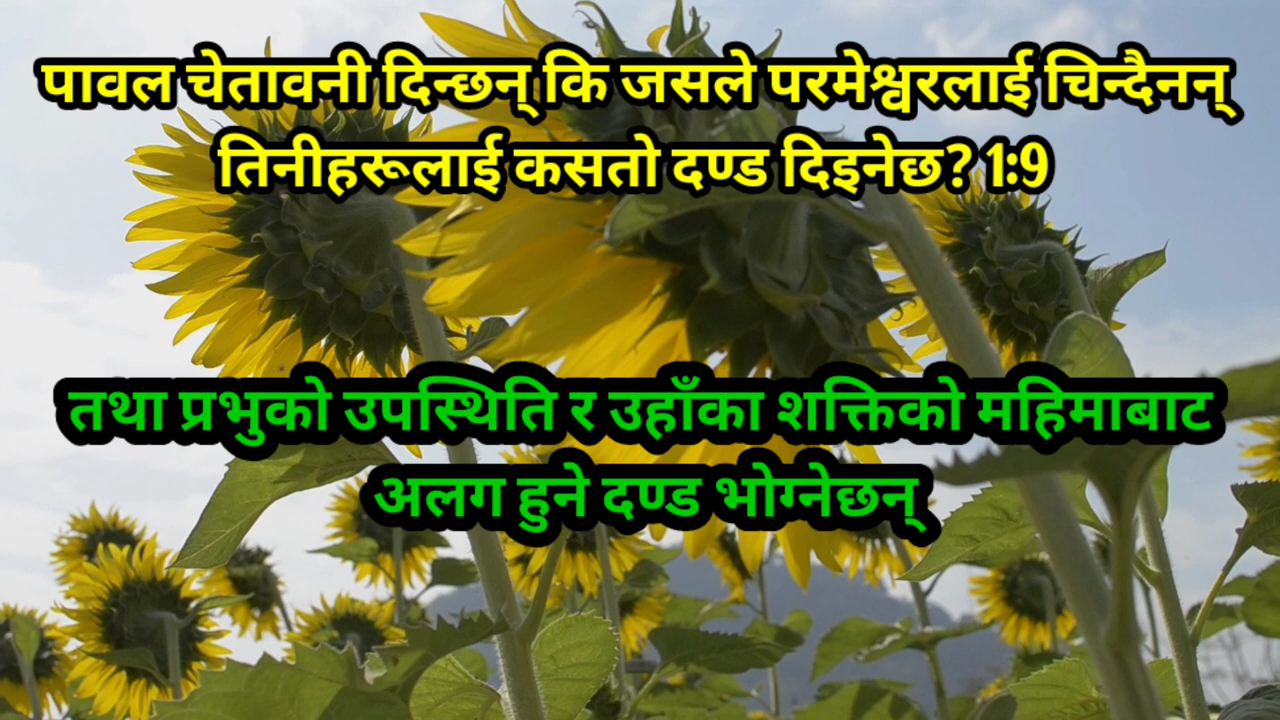 पावल चेतावनी दिन्छन् कि जसले परमेश्वरलाई चिन्दैनन्
तिनीहरूलाई कसतो दण्ड दिइनेछ? 1:9
तथा प्रभुको उपस्थिति र उहाँका शक्तिको महिमाबाट
अलग हुने दण्ड भोग्नेछन्